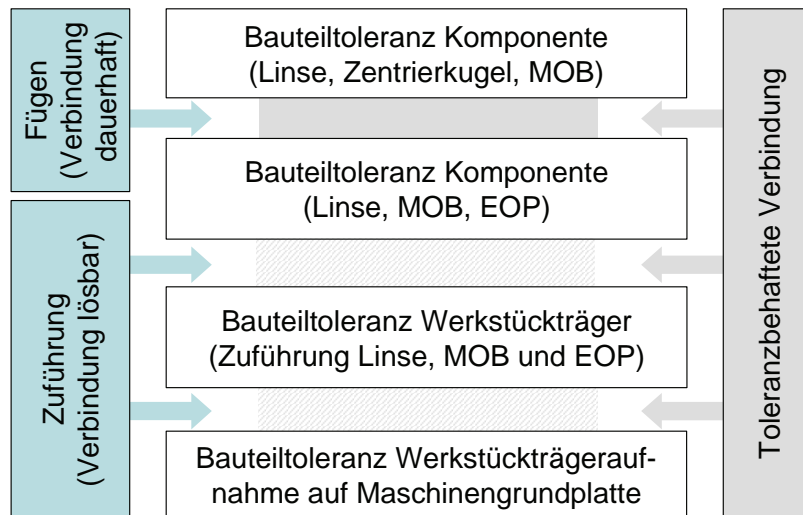 Fügen
(Verbindung
dauerhaft)
Bauteiltoleranz Komponente
(Linse, Zentrierkugel, MOB)
Bauteiltoleranz Komponente
(Linse, MOB, EOP)
Zuführung
(Verbindung lösbar)
Bauteiltoleranz Werkstückträger
(Zuführung Linse, MOB und EOP)
Bauteiltoleranz Werkstückträgerauf-
nahme auf Maschinengrundplatte
Toleranzbehaftete Verbindung